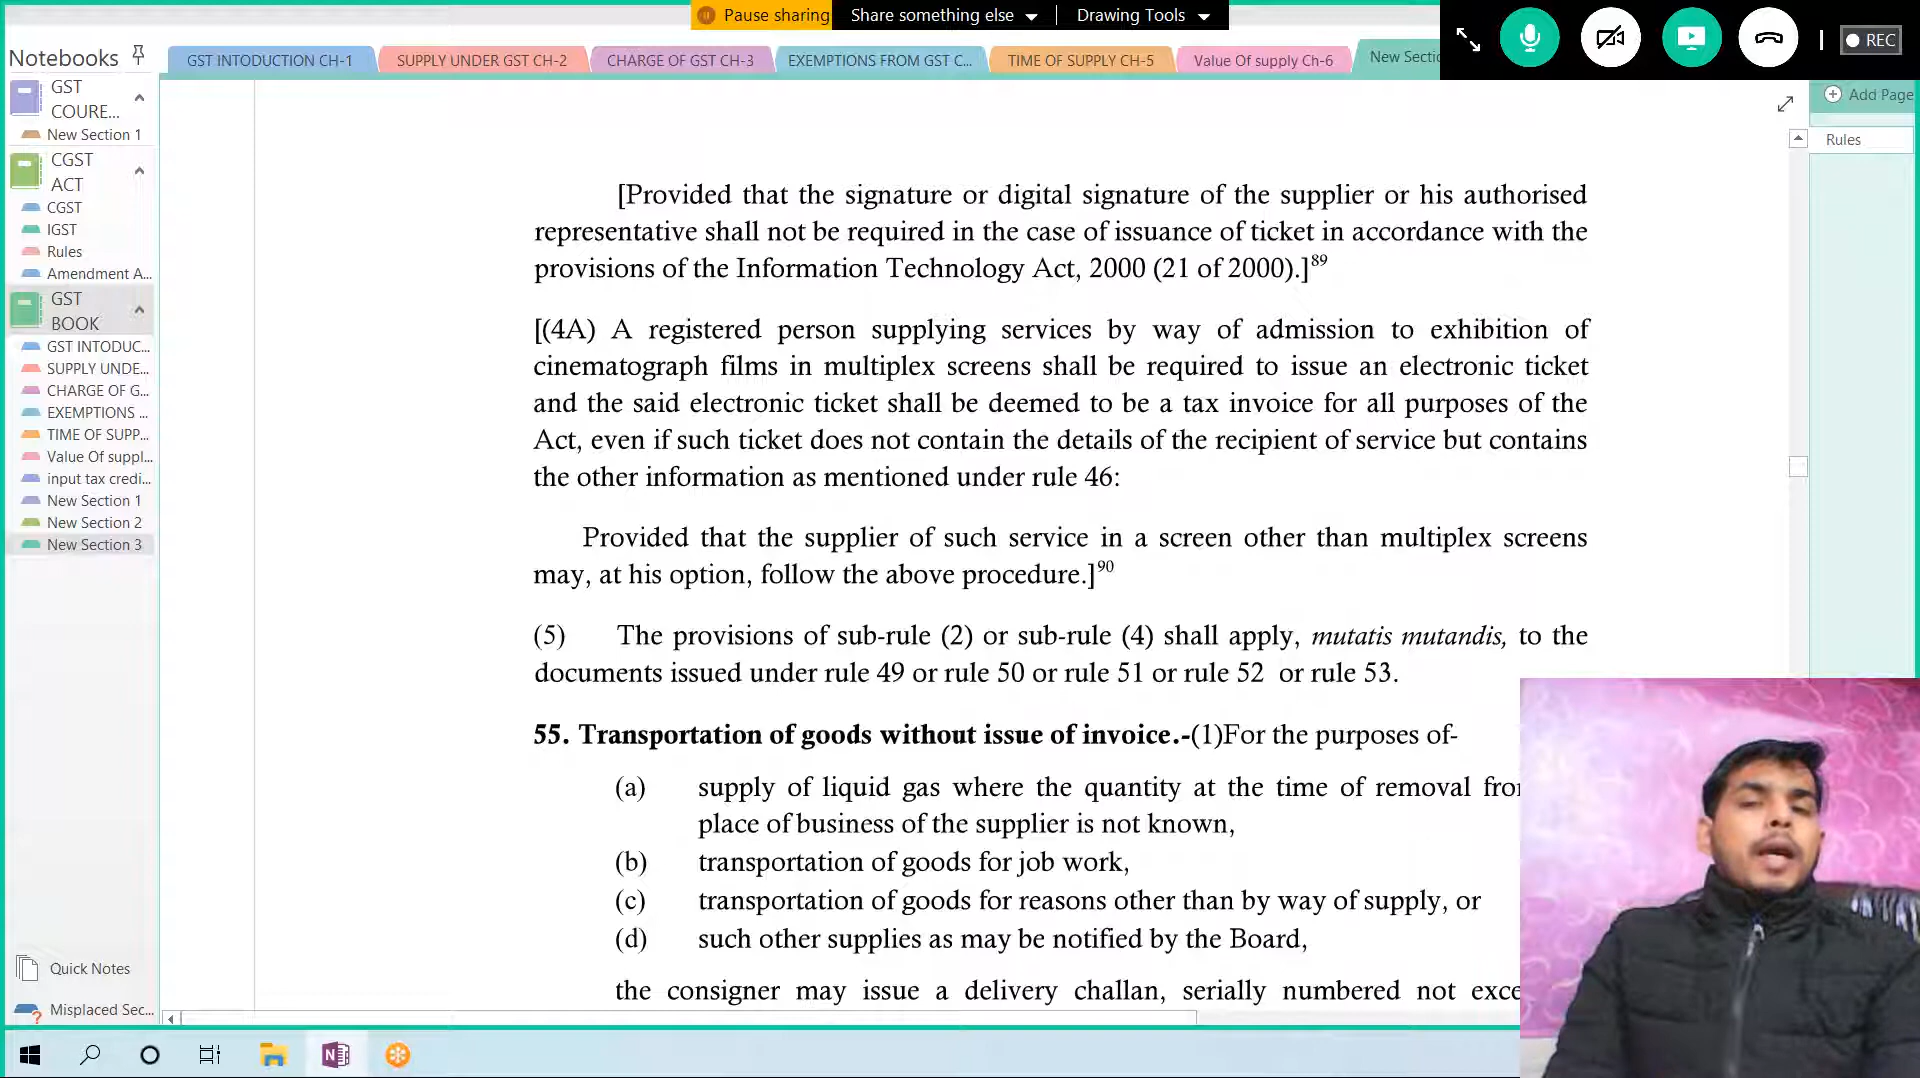 Pause sharing
Share something else
Drawing Tools
REC
Notebooks
GST INTODUCTION CH-1
SUPPLY UNDER GST CH-2
CHARGE OF GST CH-3
EXEMPTIONS FROM GST C...
TIME OF SUPPLY CH-5
Value Of supply Ch-6
New Sectio
Add Page
Rules
GST
COURE...
New Section 1
CGST
ACT
CGST
IGST
Rules
Amendment A...
GST
BOOK
GST INTODUC...
SUPPLY UNDE...
CHARGE OF G...
EXEMPTIONS ...
TIME OF SUPP...
Value Of suppl...
input tax credi...
New Section 1
New Section 2
New Section 3
Quick Notes
Misplaced Sec...
[Provided that the signature or digital signature of the supplier or his authorised
representative shall not be required in the case of issuance of ticket in accordance with the
provisions of the Information Technology Act, 2000 (21 of 2000).]89
[(4A) A registered person supplying services by way of admission to exhibition of
cinematograph films in multiplex screens shall be required to issue an electronic ticket
and the said electronic ticket shall be deemed to be a tax invoice for all purposes of the
Act, even if such ticket does not contain the details of the recipient of service but contains
the other information as mentioned under rule 46:
Provided that the supplier of such service in a screen other than multiplex screens
may, at his option, follow the above procedure.]90
(5) The provisions of sub-rule (2) or sub-rule (4) shall apply, mutatis mutandis, to the
documents issued under rule 49 or rule 50 or rule 51 or rule 52 or rule 53.
55. Transportation of goods without issue of invoice.-(1)For the purposes of-
(a) supply of liquid gas where the quantity at the time of removal
place of business of the supplier is not known,
(b) transportation of goods for job work,
(c) transportation of goods for reasons other than by way of supply, or
(d) such other supplies as may be notified by the Board,
the consigner may issue a delivery challan, serially numbered not